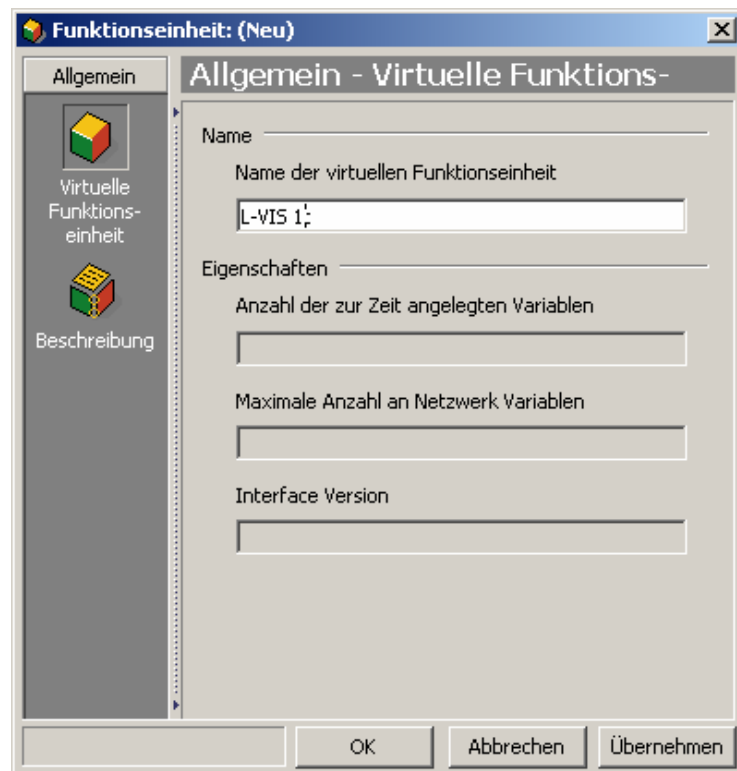 Funktionseinheit: (Neu)
Allgemein
Allgemein - Virtuelle Funktions-
Virtuelle
Funktions-
einheit
Beschreibung
Name
Name der virtuellen Funktionseinheit
L-VIS 1
Eigenschaften
Anzahl der zur Zeit angelegten Variablen
Maximale Anzahl an Netzwerk Variablen
Interface Version
OK
Abbrechen
Übernehmen